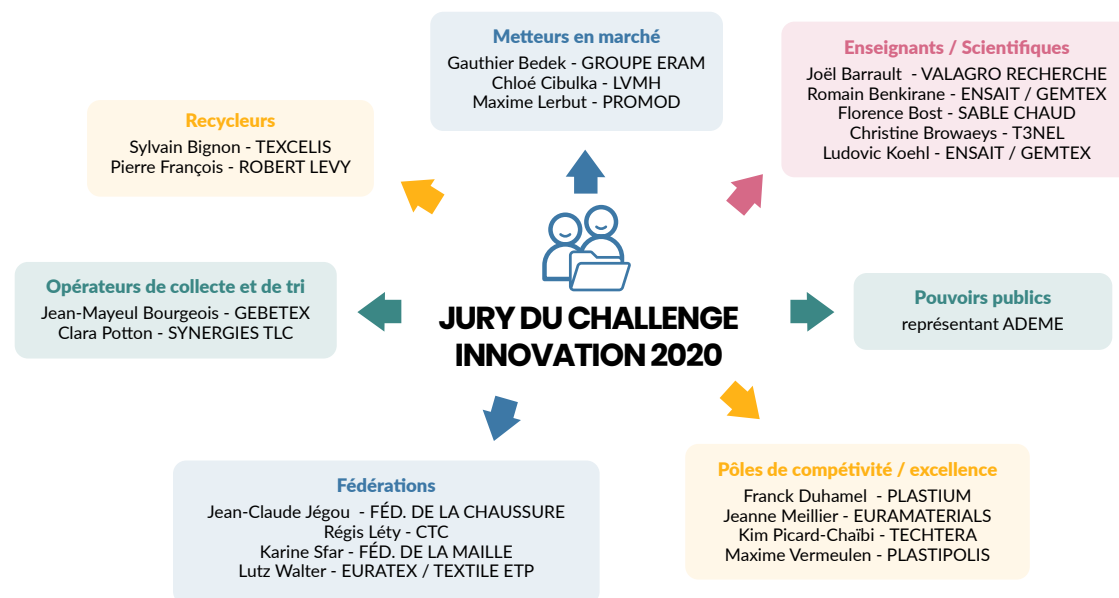 Metteurs en marché
Gauthier Bedek - GROUPE ERAM
Chloé Cibulka - LVMH
Maxime Lerbut - PROMOD
Enseignants / Scientifiques
Joël Barrault - VALAGRO RECHERCHE
Romain Benkirane - ENSAIT / GEMTEX
Florence Bost - SABLE CHAUD
Christine Browaeys - T3NEL
Ludovic Koehl - ENSAIT / GEMTEX
Recycleurs
Sylvain Bignon - TEXCELIS
Pierre François - ROBERT LEVY
Opérateurs de collecte et de tri
Jean-Mayeul Bourgeois - GEBETEX
Clara Potton - SYNERGIES TLC
JURY DU CHALLENGE
INNOVATION 2020
Pouvoirs publics
représentant ADEME
Fédérations
Jean-Claude Jégou - FÉD. DE LA CHAUSSURE
Régis Léty - CTC
Karine Sfar - FÉD. DE LA MAILLE
Lutz Walter - EURATEX / TEXTILE ETP
Pôles de compétivité / excellence
Franck Duhamel - PLASTIUM
Jeanne Meillier - EURAMATERIALS
Kim Picard-Chaïbi - TECHTERA
Maxime Vermeulen - PLASTIPOLIS